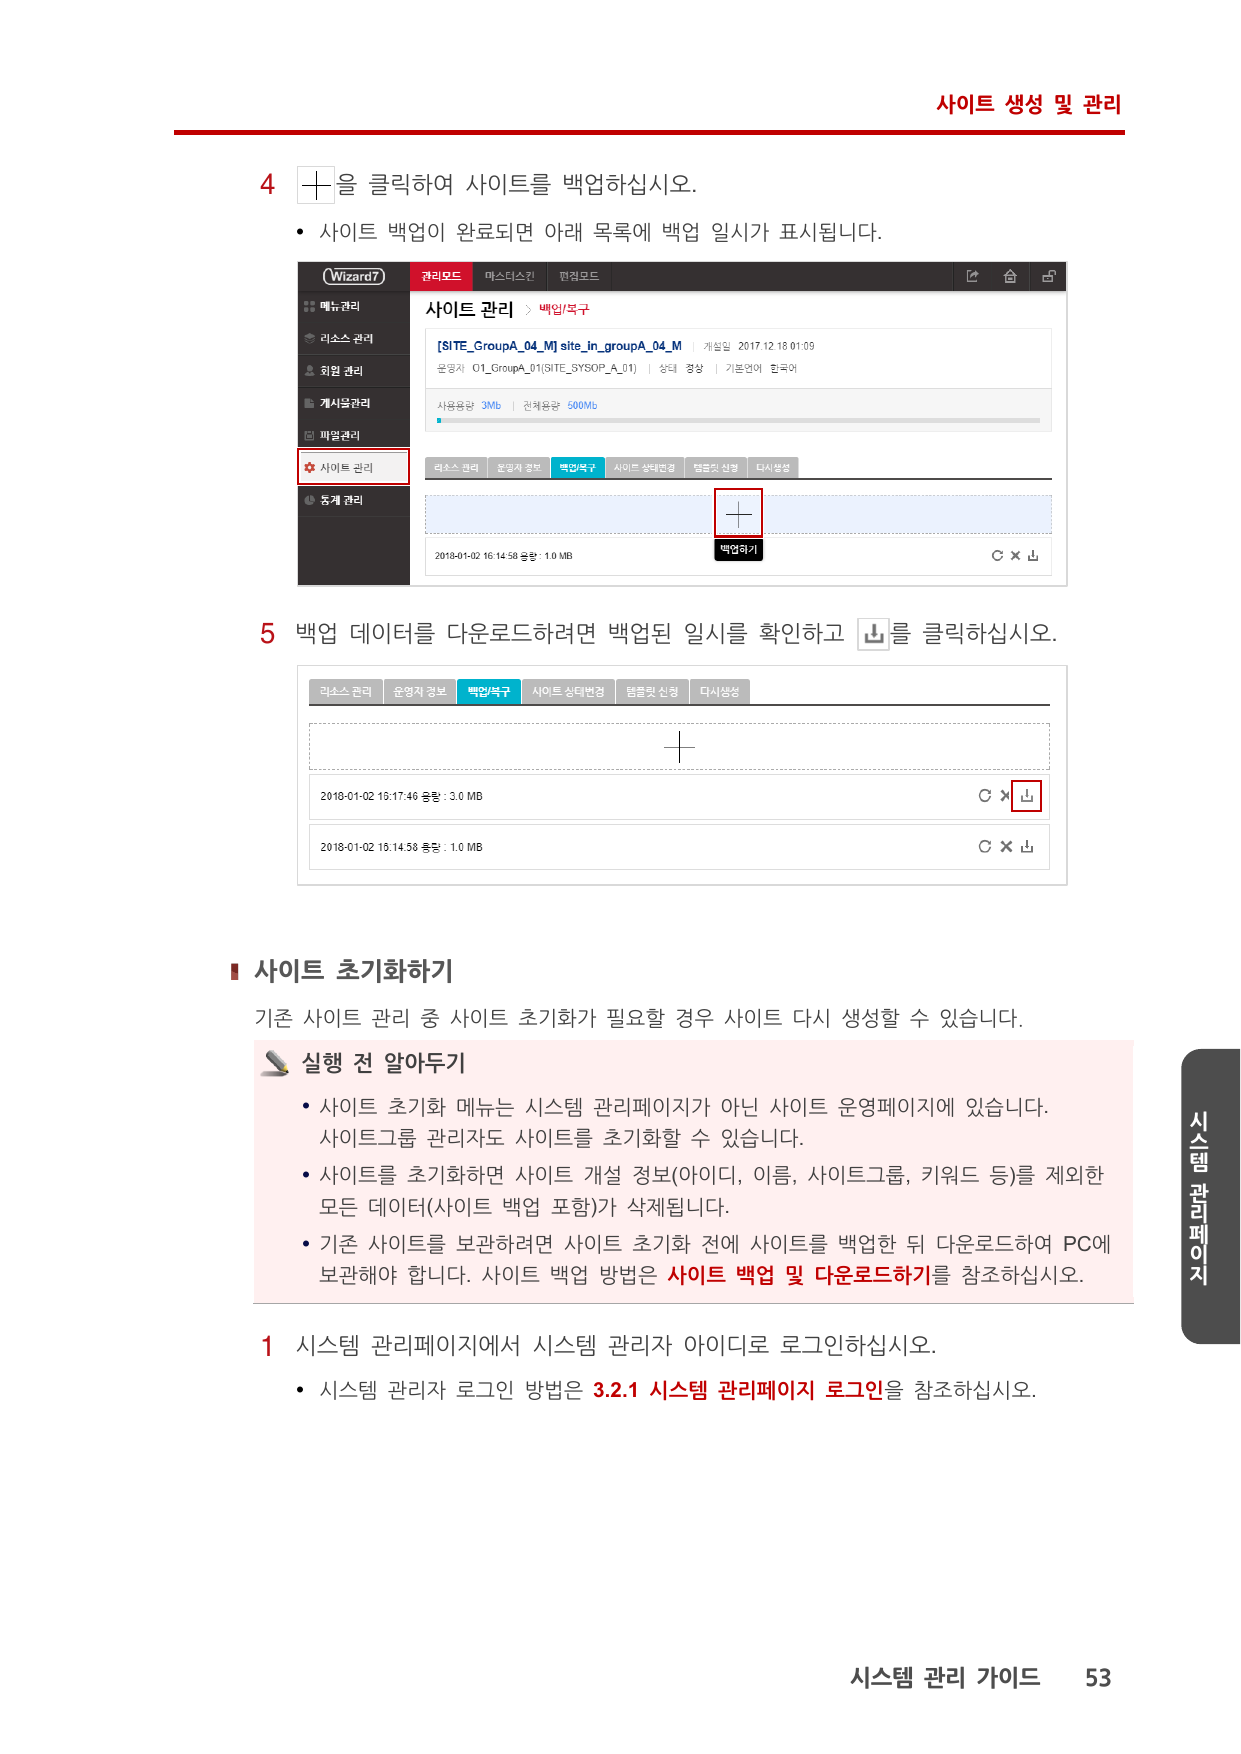 사이트 생성 및 관리
4 을 클릭하여 사이트를 백업하십시오.
• 사이트 백업이 완료되면 아래 목록에 백업 일시가 표시됩니다.
Wizard7 관리모드 마스터스킨 편집모드
메뉴관리
리소스 관리
회원 관리
게시물관리
파일관리
사이트 관리
통계 관리
사이트 관리 > 백업/복구
[SITE_GroupA_04_M] site_in_groupA_04_M | 개설일 2017.12.18 01:09
운영자 01_GroupA_01(SITE_SYSOP_A_01) | 상태 정상 | 기본언어 한국어
사용용량 3Mb | 전체용량 500Mb
리소스 관리 운영자 정보 백업/복구 사이트 상태변경 템플릿 신청 다시생성
백업하기
2018-01-02 16:14:58 용량 : 1.0 MB
5 백업 데이터를 다운로드하려면 백업된 일시를 확인하고 를 클릭하십시오.
리소스 관리 운영자 정보 백업/복구 사이트 상태변경 템플릿 신청 다시생성
2018-01-02 16:17:46 용량 : 3.0 MB
2018-01-02 16:14:58 용량 : 1.0 MB
사이트 초기화하기
기존 사이트 관리 중 사이트 초기화가 필요할 경우 사이트 다시 생성할 수 있습니다.
실행 전 알아두기
• 사이트 초기화 메뉴는 시스템 관리페이지가 아닌 사이트 운영페이지에 있습니다.
사이트그룹 관리자도 사이트를 초기화할 수 있습니다.
• 사이트를 초기화하면 사이트 개설 정보(아이디, 이름, 사이트그룹, 키워드 등)를 제외한
모든 데이터(사이트 백업 포함)가 삭제됩니다.
• 기존 사이트를 보관하려면 사이트 초기화 전에 사이트를 백업한 뒤 다운로드하여 PC에
보관해야 합니다. 사이트 백업 방법은 사이트 백업 및 다운로드하기를 참조하십시오.
1 시스템 관리페이지에서 시스템 관리자 아이디로 로그인하십시오.
• 시스템 관리자 로그인 방법은 3.2.1 시스템 관리페이지 로그인을 참조하십시오.
시스템 관리페이지
시스템 관리 가이드 53